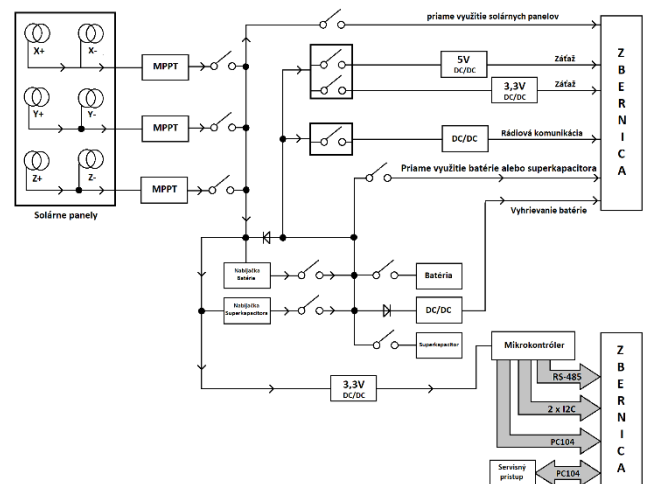 X+ X-
Y+ Y-
Z+ Z-
Solárne panely
MPPT
MPPT
MPPT
priame využitie solárnych panelov
5V
DC/DC
Záťaž
3,3V
DC/DC
Záťaž
DC/DC
Rádiová komunikácia
Priame využitie batérie alebo superkapacitora
Vyhrievanie batérie
Z
B
E
R
N
I
C
A
Nabíjačka
Batérie
Batéria
Nabíjačka
Superkapacitora
DC/DC
Superkapacitor
3,3V
DC/DC
Mikrokontróler
RS-485
2 x I2C
PC104
Servisný
prístup
PC104
Z
B
E
R
N
I
C
A